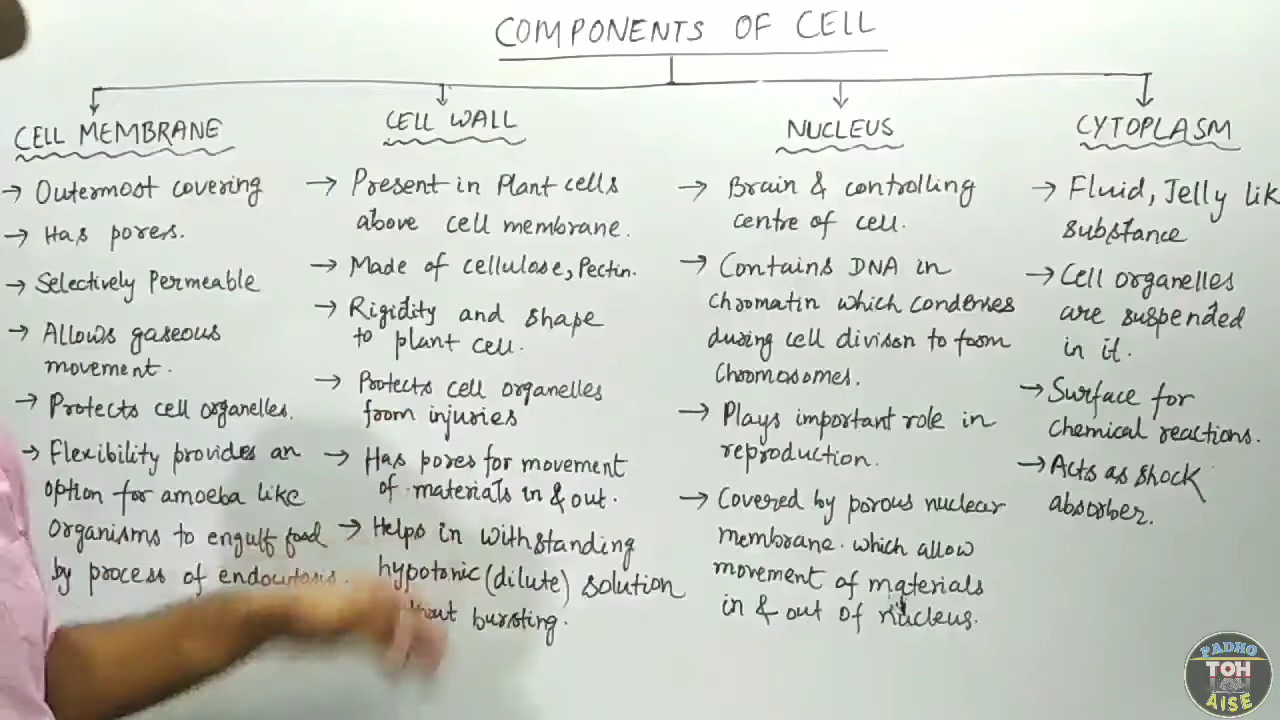 COMPONENTS OF CELL
CELL MEMBRANE
→ Outermost covering
→ Has pores.
→ Selectively Permeable
→ Allows gaseous
movement.
→ Protects cell organelles.
→ Flexibility provides an
option for amoeba like
organisms to engulf food
by process of endocytosis.
CELL WALL
→ Present in Plant cells
above cell membrane.
→ Made of cellulose, Pectin.
→ Rigidity and shape
to plant cell.
→ Protects cell organelles
from injuries
→ Has pores for movement
of materials in & out.
→ Helps in withstanding
hypotonic (dilute) solution
bursting.
NUCLEUS
→ Brain & controlling
centre of cell.
→ Contains DNA in
chromatin which condenses
during cell divison to form
chromosomes.
→ Plays important role in
reproduction.
→ Covered by porous nuclear
membrane. which allow
movement of materials
in & out of nucleus.
CYTOPLASM
→ Fluid, Jelly lik
substance
→ Cell organelles
are suspended
in it.
→ Surface for
chemical reactions.
→ Acts as shock
absorber.
PADHO
TOH
AISE